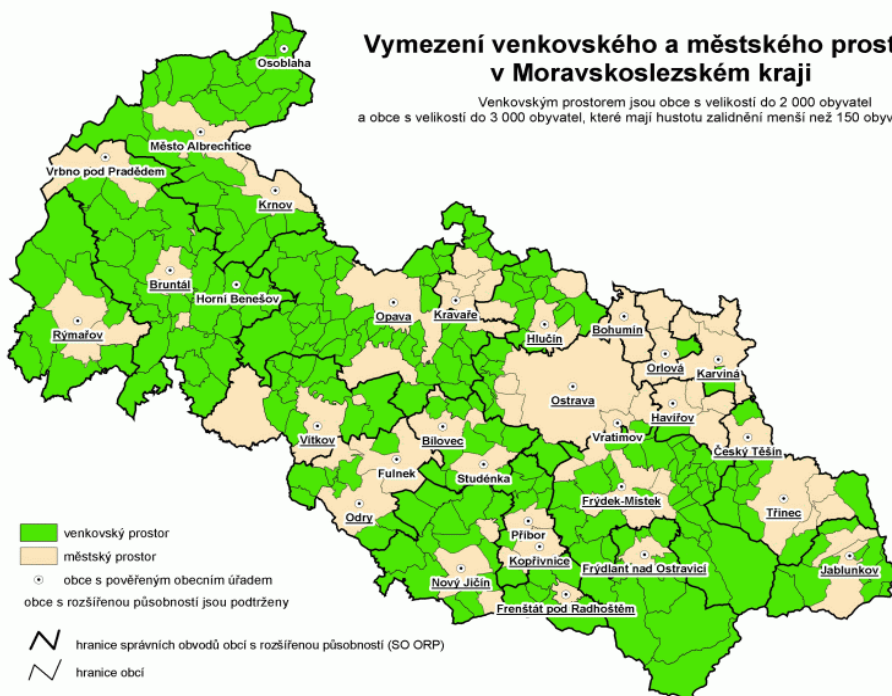 Vymezení venkovského a městského prost
v Moravskoslezském kraji
Venkovským prostorem jsou obce s velikostí do 2 000 obyvatel
a obce s velikostí do 3 000 obyvatel, které mají hustotu zalidnění menší než 150 obyv
Osoblaha
Město Albrechtice
Vrbno pod Pradědem
Krnov
Bruntál
Horní Benešov
Rýmařov
Opava
Kravaře
Hlučín
Bohumín
Orlová
Karviná
Ostrava
Havířov
Vratimov
Český Těšín
Vítkov
Bílovec
Fulnek
Studénka
Odry
Frýdek-Místek
Třinec
Příbor
Kopřivnice
Nový Jičín
Frýdlant nad Ostravicí
Jablunkov
Frenštát pod Radhoštěm
venkovský prostor
městský prostor
obce s pověřeným obecním úřadem
obce s rozšířenou působností jsou podtrženy
hranice správních obvodů obcí s rozšířenou působností (SO ORP)
hranice obcí